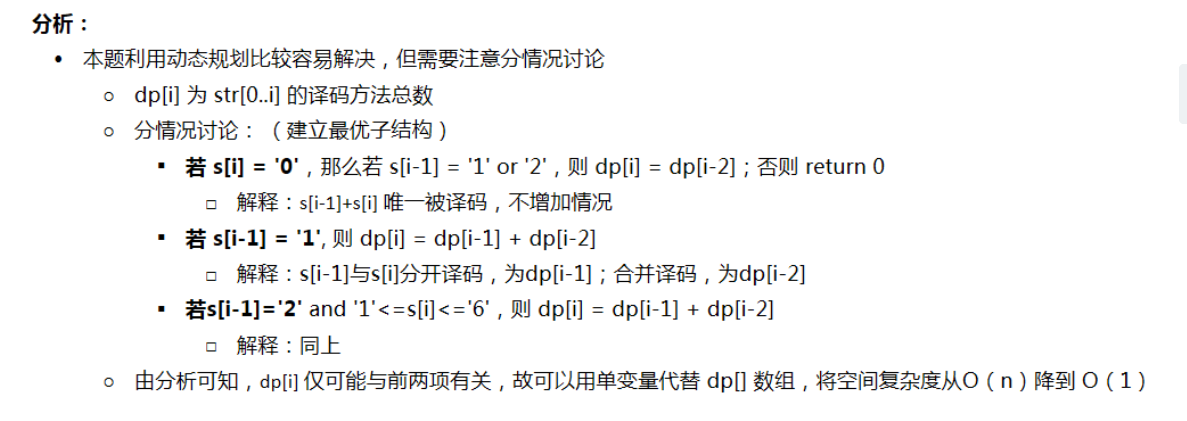 分析：
• 本题利用动态规划比较容易解决，但需要注意分情况讨论
○ dp[i] 为 str[0..i] 的译码方法总数
○ 分情况讨论：（建立最优子结构）
▪ 若 s[i] = '0'，那么若 s[i-1] = '1' or '2'，则 dp[i] = dp[i-2]；否则 return 0
□ 解释：s[i-1]+s[i] 唯一被译码，不增加情况
▪ 若 s[i-1] = '1', 则 dp[i] = dp[i-1] + dp[i-2]
□ 解释：s[i-1]与s[i]分开译码，为dp[i-1]；合并译码，为dp[i-2]
▪ 若s[i-1]='2' and '1'<=s[i]<='6'，则 dp[i] = dp[i-1] + dp[i-2]
□ 解释：同上
○ 由分析可知，dp[i] 仅可能与前两项有关，故可以用单变量代替 dp[] 数组，将空间复杂度从O（n）降到 O（1）